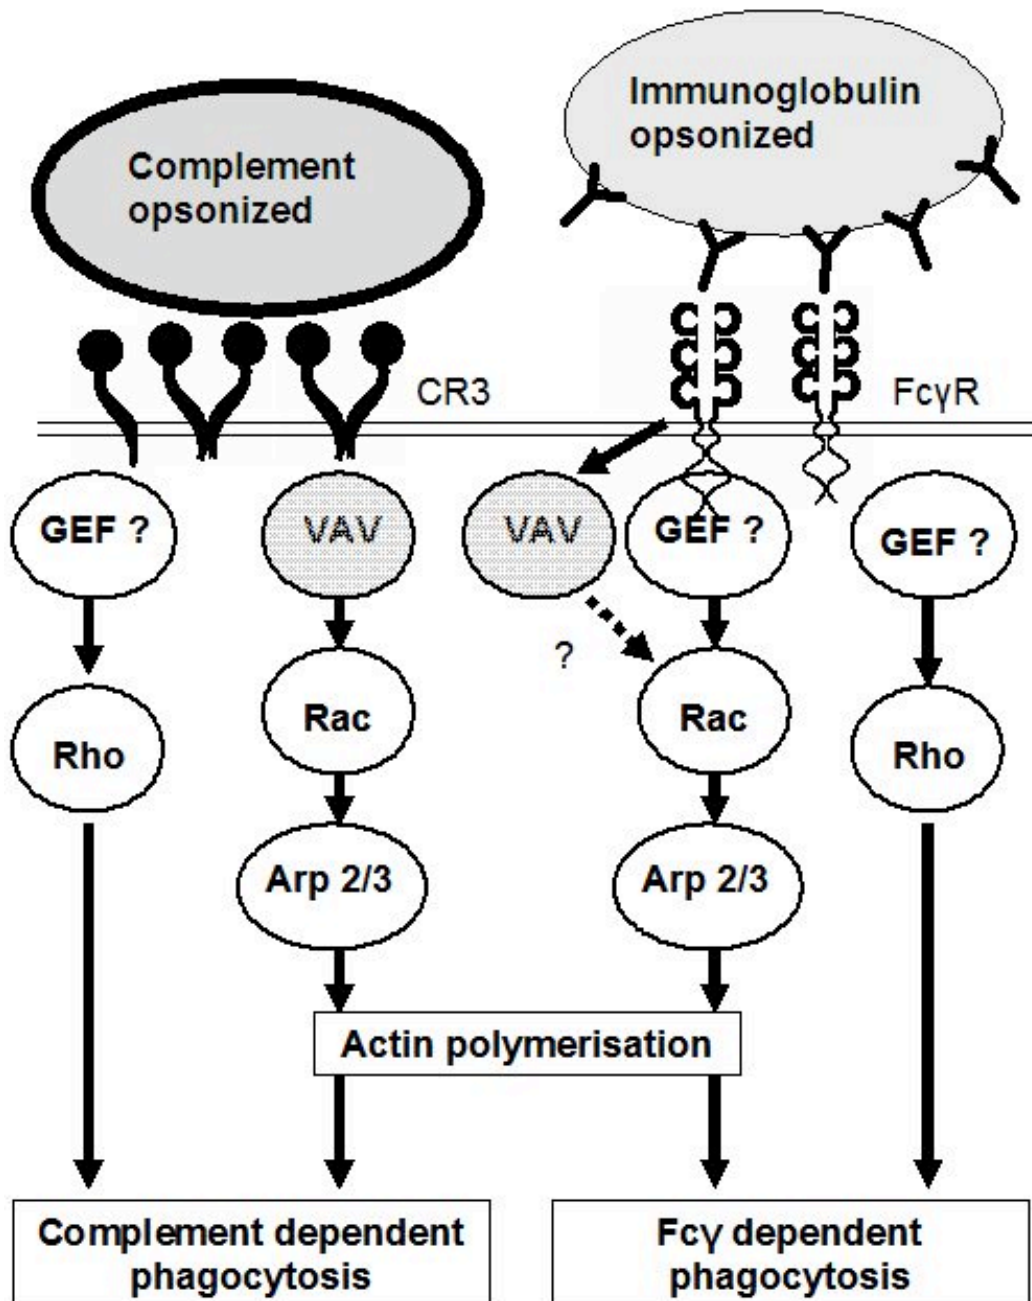 Complement
opsonized
Immunoglobulin
opsonized
CR3
FcγR
GEF ?
VAV
VAV
GEF ?
GEF ?
?
Rho
Rac
Rac
Rho
Arp 2/3
Arp 2/3
Actin polymerisation
Complement dependent
phagocytosis
Fcγ dependent
phagocytosis